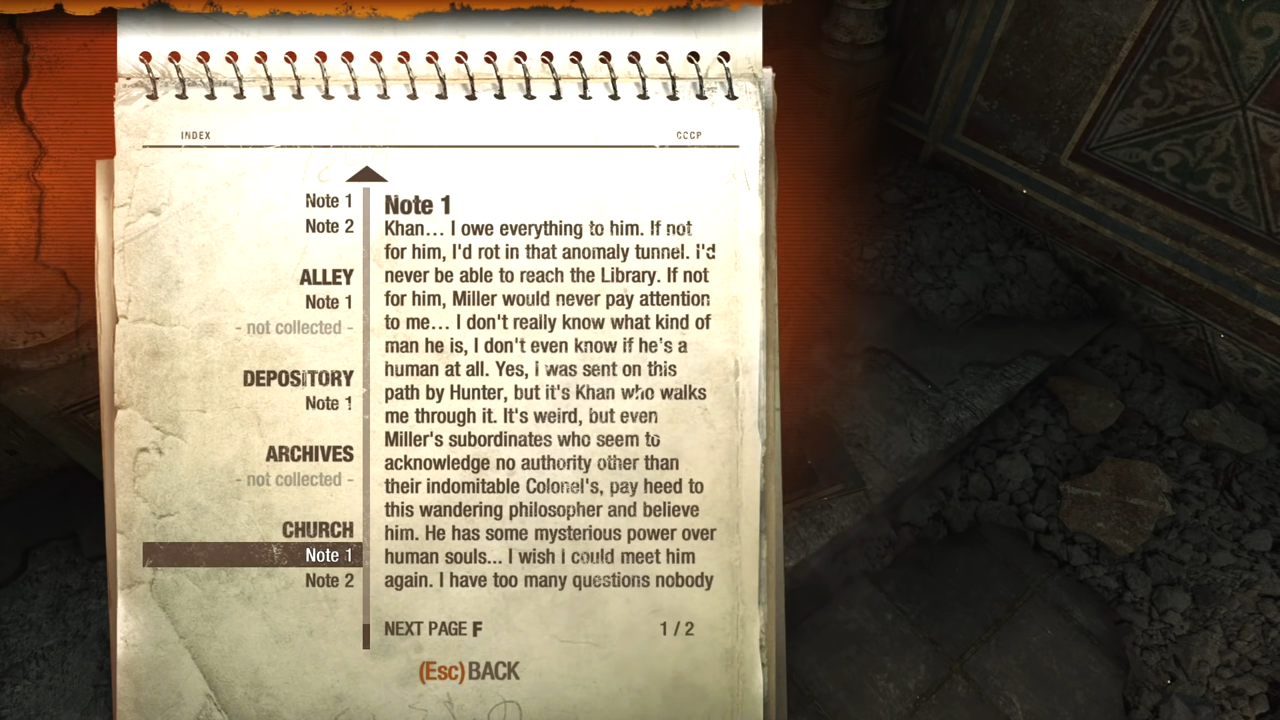 INDEX
CCCP
Note 1
Note 2
ALLEY
Note 1
- not collected -
DEPOSITORY
Note 1
ARCHIVES
- not collected -
CHURCH
Note 1
Note 2
Note 1
Khan... I owe everything to him. If not
for him, I'd rot in that anomaly tunnel. I'd
never be able to reach the Library. If not
for him, Miller would never pay attention
to me... I don't really know what kind of
man he is, I don't even know if he's a
human at all. Yes, I was sent on this
path by Hunter, but it's Khan who walks
me through it. It's weird, but even
Miller's subordinates who seem to
acknowledge no authority other than
their indomitable Colonel's, pay heed to
this wandering philosopher and believe
him. He has some mysterious power over
human souls... I wish I could meet him
again. I have too many questions nobody
NEXT PAGE F
1 / 2
(Esc) BACK